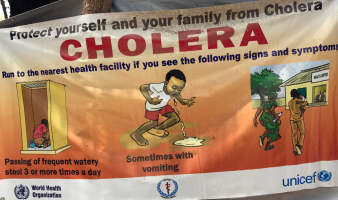 Protect yourself and your family from Cholera
CHOLERA
Run to the nearest health facility if you see the following signs and symptoms
Passing of frequent watery
stool 3 or more times a day
Sometimes with
vomiting
World Health
Organization
unicef